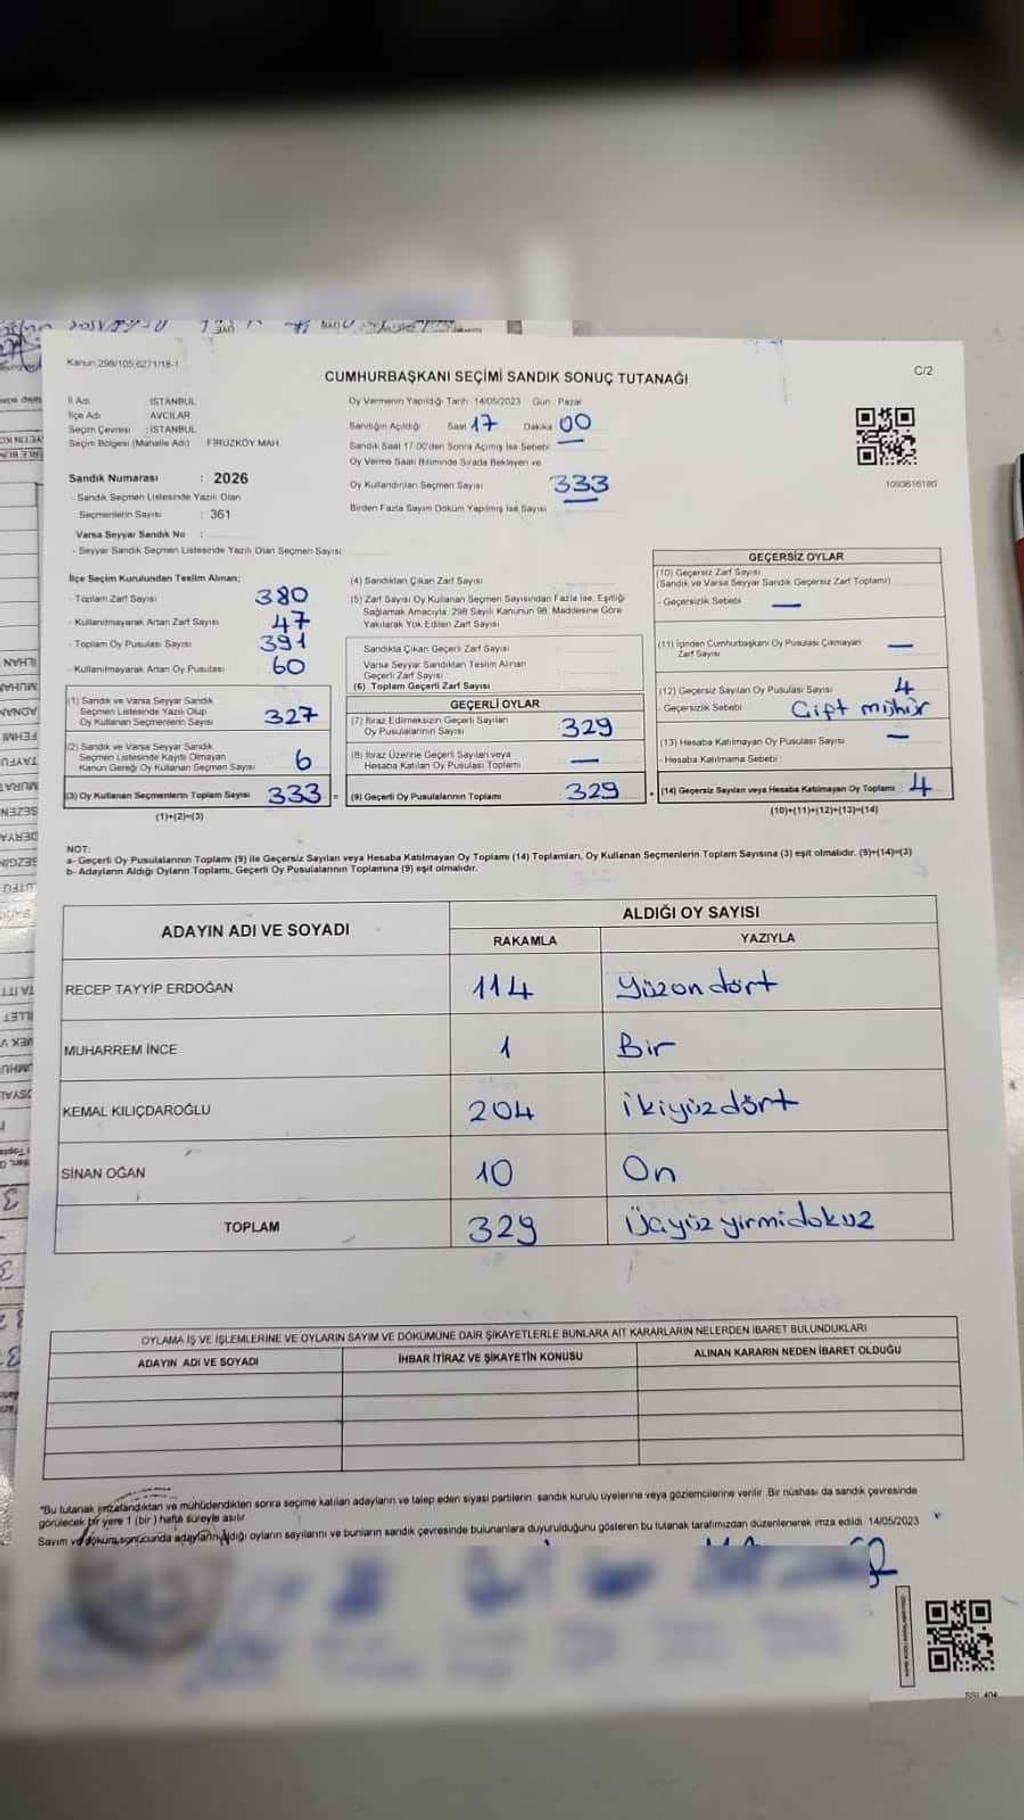 Kanun 298/105,6271/18-1
CUMHURBAŞKANI SEÇİMİ SANDIK SONUÇ TUTANAĞI
C/2
İl Adı İSTANBUL
İlçe Adı AVCILAR
Seçim Çevresi : İSTANBUL
Seçim Bölgesi (Mahalle Adı) FİRUZKÖY MAH
Sandık Numarası : 2026
- Sandık Seçmen Listesinde Yazılı Olan
Seçmenlerin Sayısı : 361
Varsa Seyyar Sandık No :
- Seyyar Sandık Seçmen Listesinde Yazılı Olan Seçmen Sayısı:
Oy Vermenin Yapıldığı Tarih: 14/05/2023 Gün : Pazar
Sandığın Açıldığı Saat 17 Dakika 00
Sandık Saat 17:00'den Sonra Açılmış İse Sebebi
Oy Verme Saati Bitiminde Sırada Bekleyen ve
Oy Kullandırılan Seçmen Sayısı 333
Birden Fazla Sayım Döküm Yapılmış İse Sayısı
1093616180
İlçe Seçim Kurulundan Teslim Alınan;
- Toplam Zarf Sayısı 380
- Kullanılmayarak Artan Zarf Sayısı 47
- Toplam Oy Pusulası Sayısı 391
- Kullanılmayarak Artan Oy Pusulası 60
(1) Sandık ve Varsa Seyyar Sandık
Seçmen Listesinde Yazılı Olup
Oy Kullanan Seçmenlerin Sayısı 327
(2) Sandık ve Varsa Seyyar Sandık
Seçmen Listesinde Kayıtlı Olmayan
Kanun Gereği Oy Kullanan Seçmen Sayısı 6
(3) Oy Kullanan Seçmenlerin Toplam Sayısı 333 =
(1)+(2)=(3)
(4) Sandıktan Çıkan Zarf Sayısı
(5) Zarf Sayısı Oy Kullanan Seçmen Sayısından Fazla İse, Eşitliği
Sağlamak Amacıyla, 298 Sayılı Kanunun 98. Maddesine Göre
Yakılarak Yok Edilen Zarf Sayısı
Sandıkta Çıkan Geçerli Zarf Sayısı
Varsa Seyyar Sandıktan Teslim Alınan
Geçerli Zarf Sayısı
(6) Toplam Geçerli Zarf Sayısı
GEÇERLİ OYLAR
(7) İtiraz Edilmeksizin Geçerli Sayılan
Oy Pusulalarının Sayısı 329
(8) İtiraz Üzerine Geçerli Sayılan veya
Hesaba Katılan Oy Pusulası Toplamı —
(9) Geçerli Oy Pusulalarının Toplamı 329 +
GEÇERSİZ OYLAR
(10) Geçersiz Zarf Sayısı
(Sandık ve Varsa Seyyar Sandık Geçersiz Zarf Toplamı)
- Geçersizlik Sebebi —
(11) İçinden Cumhurbaşkanı Oy Pusulası Çıkmayan
Zarf Sayısı —
(12) Geçersiz Sayılan Oy Pusulası Sayısı 4
- Geçersizlik Sebebi Çift mühür
(13) Hesaba Katılmayan Oy Pusulası Sayısı —
- Hesaba Katılmama Sebebi :
(14) Geçersiz Sayılan veya Hesaba Katılmayan Oy Toplamı 4
(10)+(11)+(12)+(13)=(14)
NOT:
a- Geçerli Oy Pusulalarının Toplamı (9) ile Geçersiz Sayılan veya Hesaba Katılmayan Oy Toplamı (14) Toplamları, Oy Kullanan Seçmenlerin Toplam Sayısına (3) eşit olmalıdır. (9)+(14)=(3)
b- Adayların Aldığı Oyların Toplamı, Geçerli Oy Pusulalarının Toplamına (9) eşit olmalıdır.
ADAYIN ADI VE SOYADI
ALDIĞI OY SAYISI
RAKAMLA YAZIYLA
RECEP TAYYİP ERDOĞAN 114 Yüzon dört
MUHARREM İNCE 1 Bir
KEMAL KILIÇDAROĞLU 204 ikiyüzdört
SİNAN OĞAN 10 On
TOPLAM 329 Üçyüz yirmidokuz
OYLAMA İŞ VE İŞLEMLERİNE VE OYLARIN SAYIM VE DÖKÜMÜNE DAİR ŞİKAYETLERLE BUNLARA AİT KARARLARIN NELERDEN İBARET BULUNDUKLARI
ADAYIN ADI VE SOYADI İHBAR İTİRAZ VE ŞİKAYETİN KONUSU ALINAN KARARIN NEDEN İBARET OLDUĞU
*Bu tutanak imzalandıktan ve mühürlendikten sonra seçime katılan adayların ve talep eden siyasi partilerin sandık kurulu üyelerine veya gözlemcilerine verilir. Bir nüshası da sandık çevresinde
görülecek bir yere 1 (bir) hafta süreyle asılır.
Sayım ve döküm sonucunda adayların aldığı oyların sayılarını ve bunların sandık çevresinde bulunanlara duyurulduğunu gösteren bu tutanak tarafımızdan düzenlenerek imza edildi. 14/05/2023